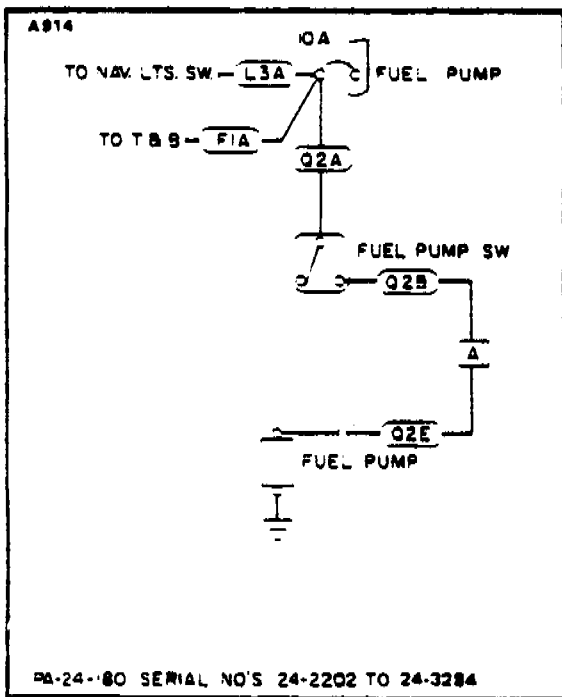 A914
10A
TO NAV. LTS. SW. L3A FUEL PUMP
TO T & B F1A
Q2A
FUEL PUMP SW
Q2B
A
Q2E
FUEL PUMP
PA-24-180 SERIAL NO'S 24-2202 TO 24-3284